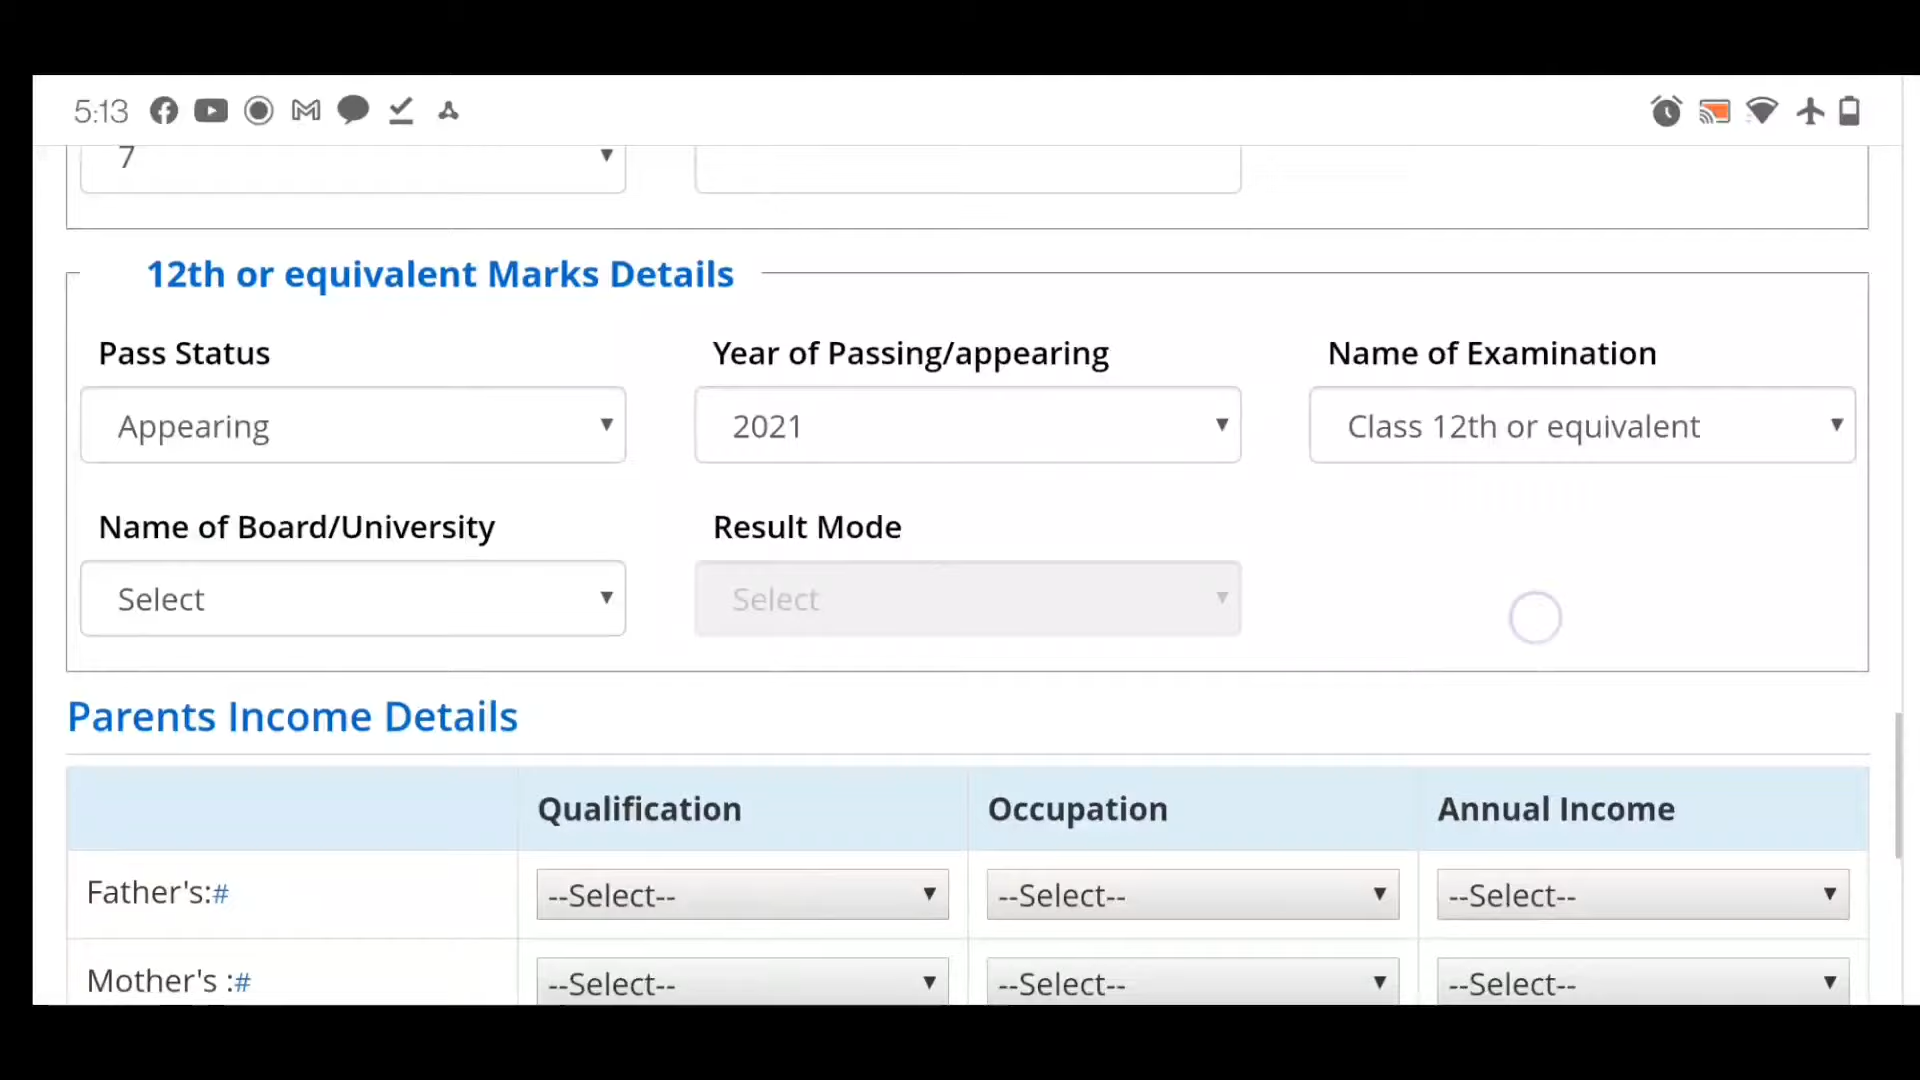 5:13
7
12th or equivalent Marks Details
Pass Status Year of Passing/appearing Name of Examination
Appearing 2021 Class 12th or equivalent
Name of Board/University Result Mode
Select Select
Parents Income Details
Qualification Occupation Annual Income
Father's:# --Select-- --Select-- --Select--
Mother's :# --Select-- --Select-- --Select--